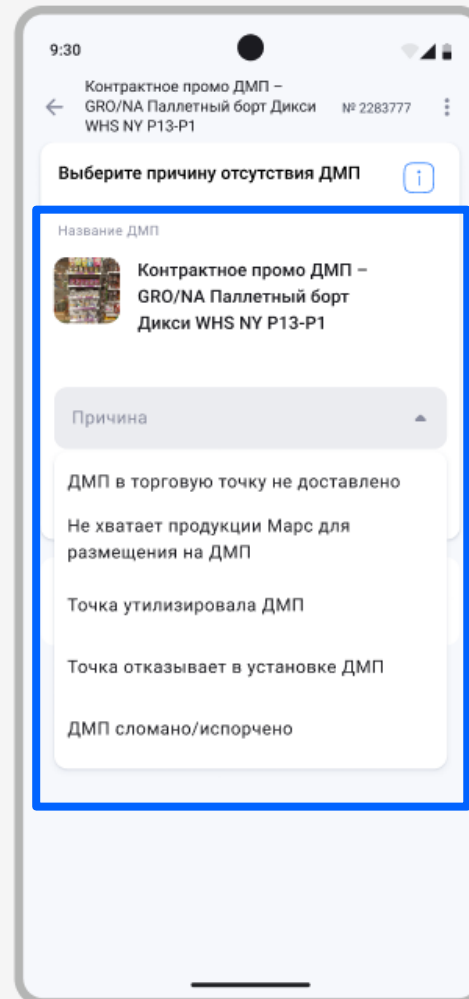 9:30
Контрактное промо ДМП –
GRO/NA Паллетный борт Дикси
WHS NY P13-P1
№ 2283777
Выберите причину отсутствия ДМП
i
Название ДМП
Контрактное промо ДМП –
GRO/NA Паллетный борт
Дикси WHS NY P13-P1
Причина
ДМП в торговую точку не доставлено
Не хватает продукции Марс для
размещения на ДМП
Точка утилизировала ДМП
Точка отказывает в установке ДМП
ДМП сломано/испорчено